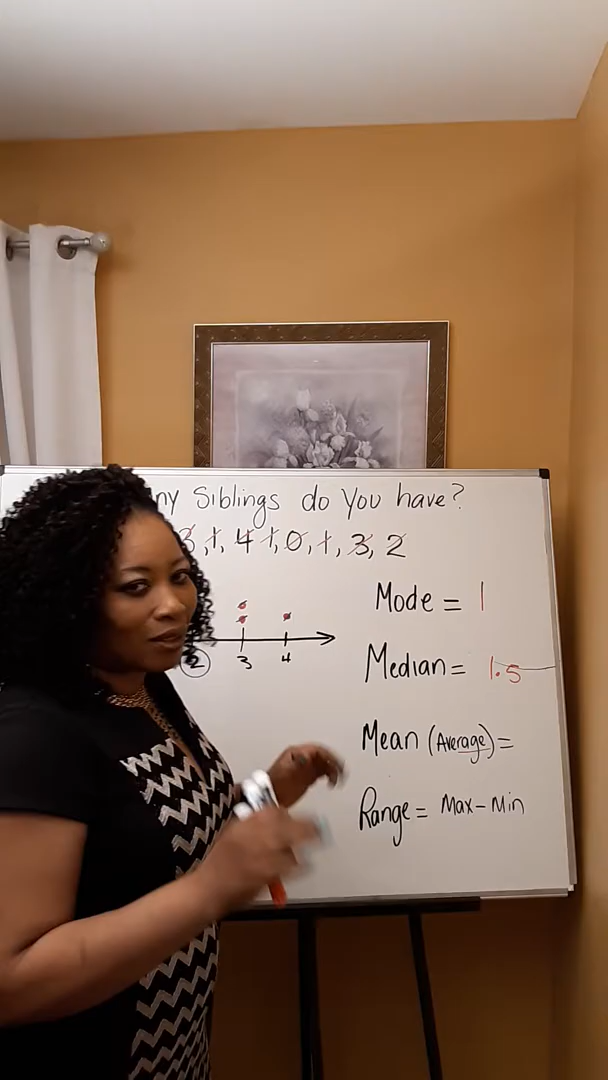 ny Siblings do You have?
3, 1, 4 1, 0, 1, 3, 2
2 3 4
Mode = 1
Median = 1.5
Mean (Average) =
Range = Max - Min